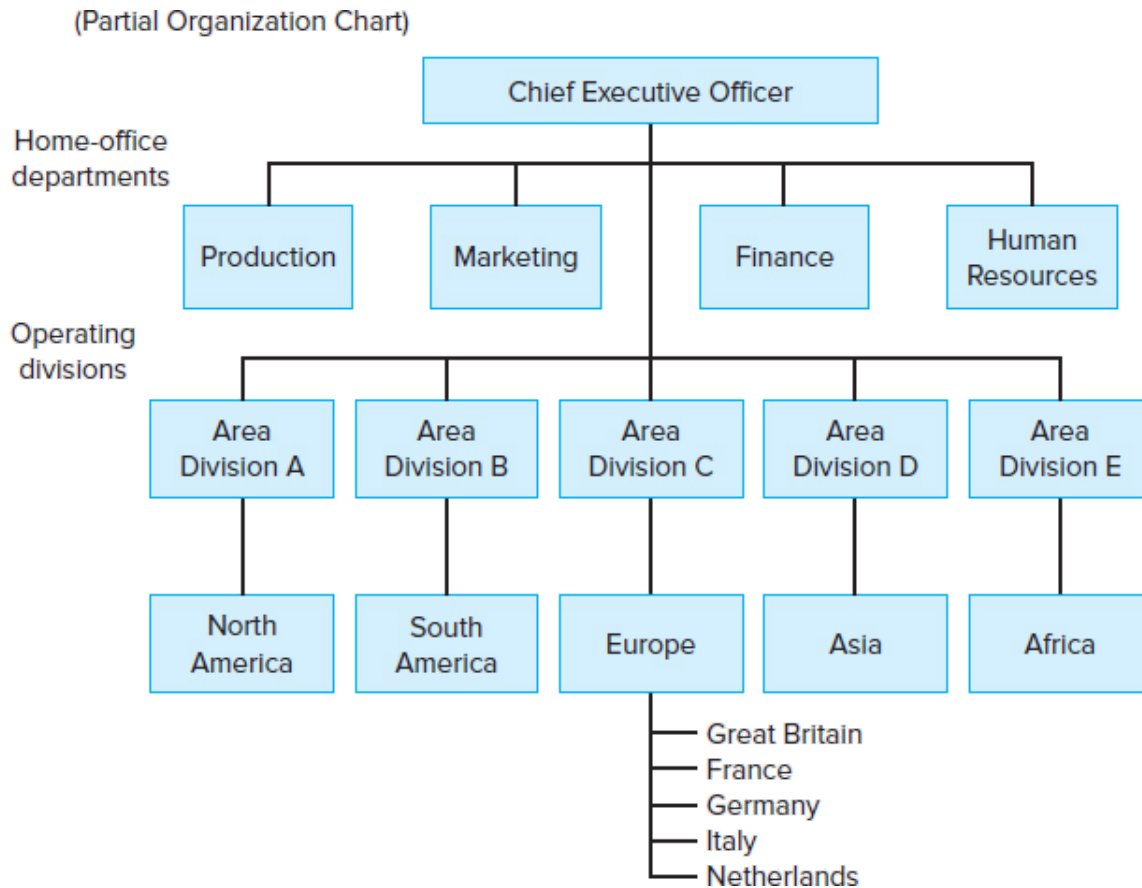 (Partial Organization Chart)
Chief Executive Officer
Home-office
departments
Production
Marketing
Finance
Human
Resources
Operating
divisions
Area
Division A
Area
Division B
Area
Division C
Area
Division D
Area
Division E
North
America
South
America
Europe
Asia
Africa
Great Britain
France
Germany
Italy
Netherlands